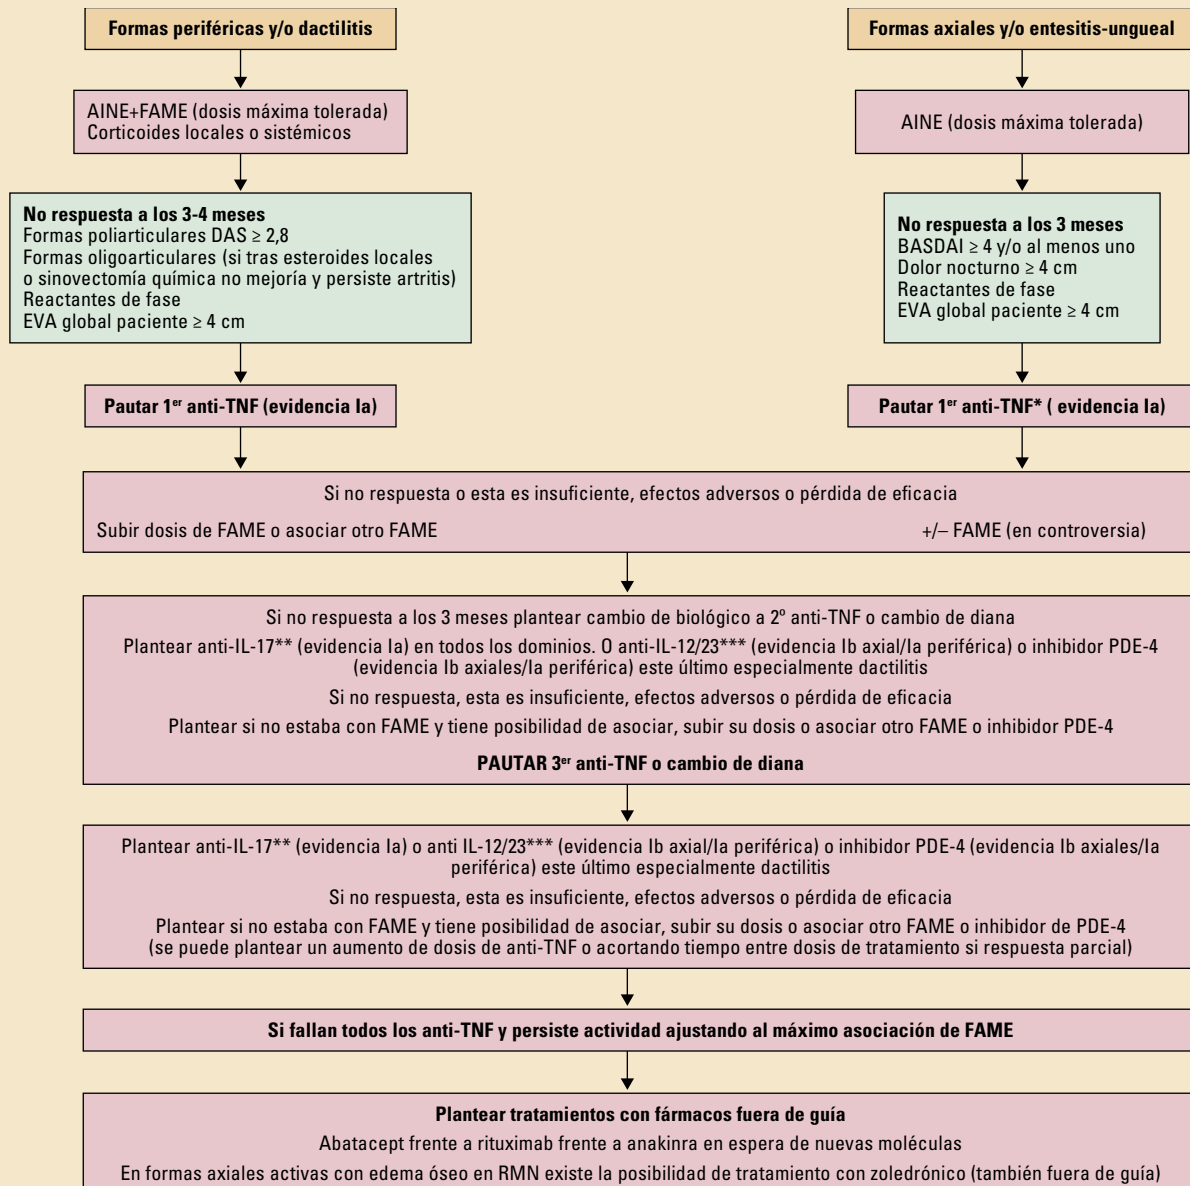 Formas periféricas y/o dactilitis
AINE+FAME (dosis máxima tolerada)
Corticoides locales o sistémicos
No respuesta a los 3-4 meses
Formas poliarticulares DAS ≥ 2,8
Formas oligoarticulares (si tras esteroides locales
o sinovectomía química no mejoría y persiste artritis)
Reactantes de fase
EVA global paciente ≥ 4 cm
Pautar 1er anti-TNF (evidencia Ia)
Formas axiales y/o entesitis-ungueal
AINE (dosis máxima tolerada)
No respuesta a los 3 meses
BASDAI ≥ 4 y/o al menos uno
Dolor nocturno ≥ 4 cm
Reactantes de fase
EVA global paciente ≥ 4 cm
Pautar 1er anti-TNF* ( evidencia Ia)
Si no respuesta o esta es insuficiente, efectos adversos o pérdida de eficacia
Subir dosis de FAME o asociar otro FAME
+/– FAME (en controversia)
Si no respuesta a los 3 meses plantear cambio de biológico a 2º anti-TNF o cambio de diana
Plantear anti-IL-17** (evidencia Ia) en todos los dominios. O anti-IL-12/23*** (evidencia Ib axial/Ia periférica) o inhibidor PDE-4
(evidencia Ib axiales/Ia periférica) este último especialmente dactilitis
Si no respuesta, esta es insuficiente, efectos adversos o pérdida de eficacia
Plantear si no estaba con FAME y tiene posibilidad de asociar, subir su dosis o asociar otro FAME o inhibidor PDE-4
PAUTAR 3er anti-TNF o cambio de diana
Plantear anti-IL-17** (evidencia Ia) o anti IL-12/23*** (evidencia Ib axial/Ia periférica) o inhibidor PDE-4 (evidencia Ib axiales/Ia
periférica) este último especialmente dactilitis
Si no respuesta, esta es insuficiente, efectos adversos o pérdida de eficacia
Plantear si no estaba con FAME y tiene posibilidad de asociar, subir su dosis o asociar otro FAME o inhibidor de PDE-4
(se puede plantear un aumento de dosis de anti-TNF o acortando tiempo entre dosis de tratamiento si respuesta parcial)
Si fallan todos los anti-TNF y persiste actividad ajustando al máximo asociación de FAME
Plantear tratamientos con fármacos fuera de guía
Abatacept frente a rituximab frente a anakinra en espera de nuevas moléculas
En formas axiales activas con edema óseo en RMN existe la posibilidad de tratamiento con zoledrónico (también fuera de guía)